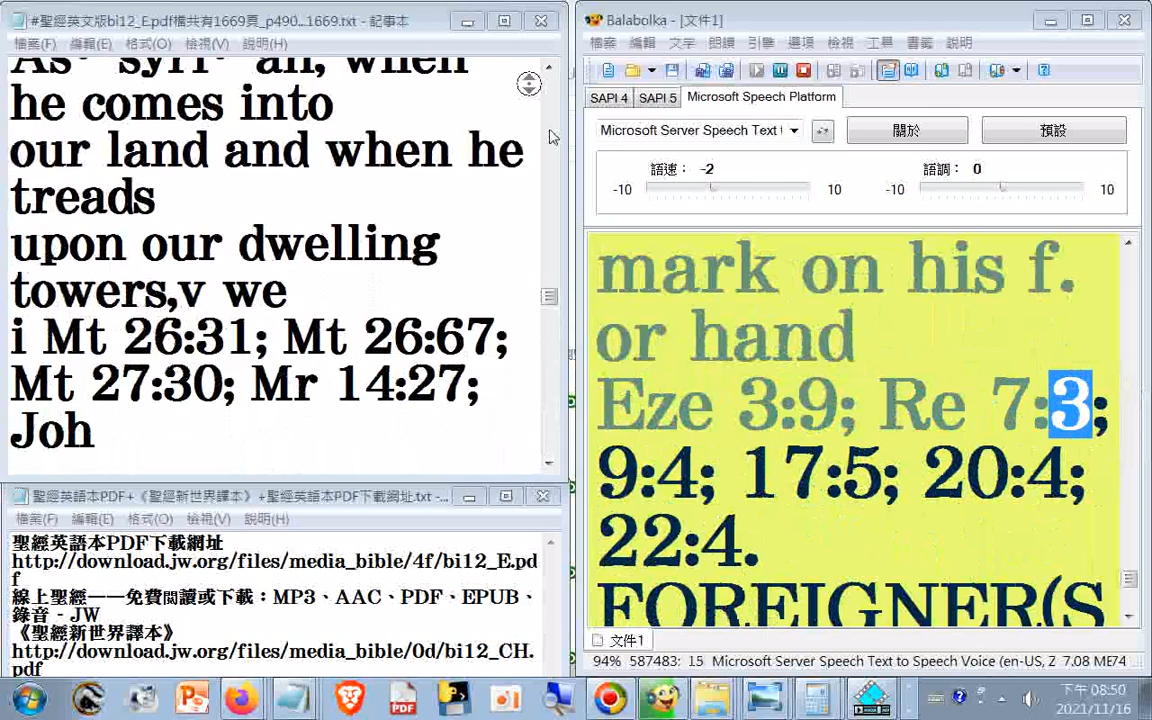 #聖經英文版bi12_E.pdf檔共有1669頁_p490...1669.txt - 記事本
檔案(F) 編輯(E) 格式(O) 檢視(V) 說明(H)
As· syri· an, when
he comes into
our land and when he
treads
upon our dwelling
towers,v we
i Mt 26:31; Mt 26:67;
Mt 27:30; Mr 14:27;
Joh
聖經英語本PDF+《聖經新世界譯本》+聖經英語本PDF下載網址.txt -...
檔案(F) 編輯(E) 格式(O) 檢視(V) 說明(H)
聖經英語本PDF下載網址
http://download.jw.org/files/media_bible/4f/bi12_E.pd
f
線上聖經——免費閱讀或下載：MP3、AAC、PDF、EPUB、
錄音 - JW
《聖經新世界譯本》
http://download.jw.org/files/media_bible/0d/bi12_CH.
pdf
Balabolka - [文件1]
檔案 編輯 文字 朗讀 引擎 選項 檢視 工具 書籤 說明
SAPI 4 SAPI 5 Microsoft Speech Platform
Microsoft Server Speech Text 關於 預設
語速： -2 語調： 0
-10 10 -10 10
mark on his f.
or hand
Eze 3:9; Re 7:3;
9:4; 17:5; 20:4;
22:4.
FOREIGNER(S
文件1
94% 587483: 15 Microsoft Server Speech Text to Speech Voice (en-US, Z 7.08 ME74
PDF
下午 08:50
2021/11/16